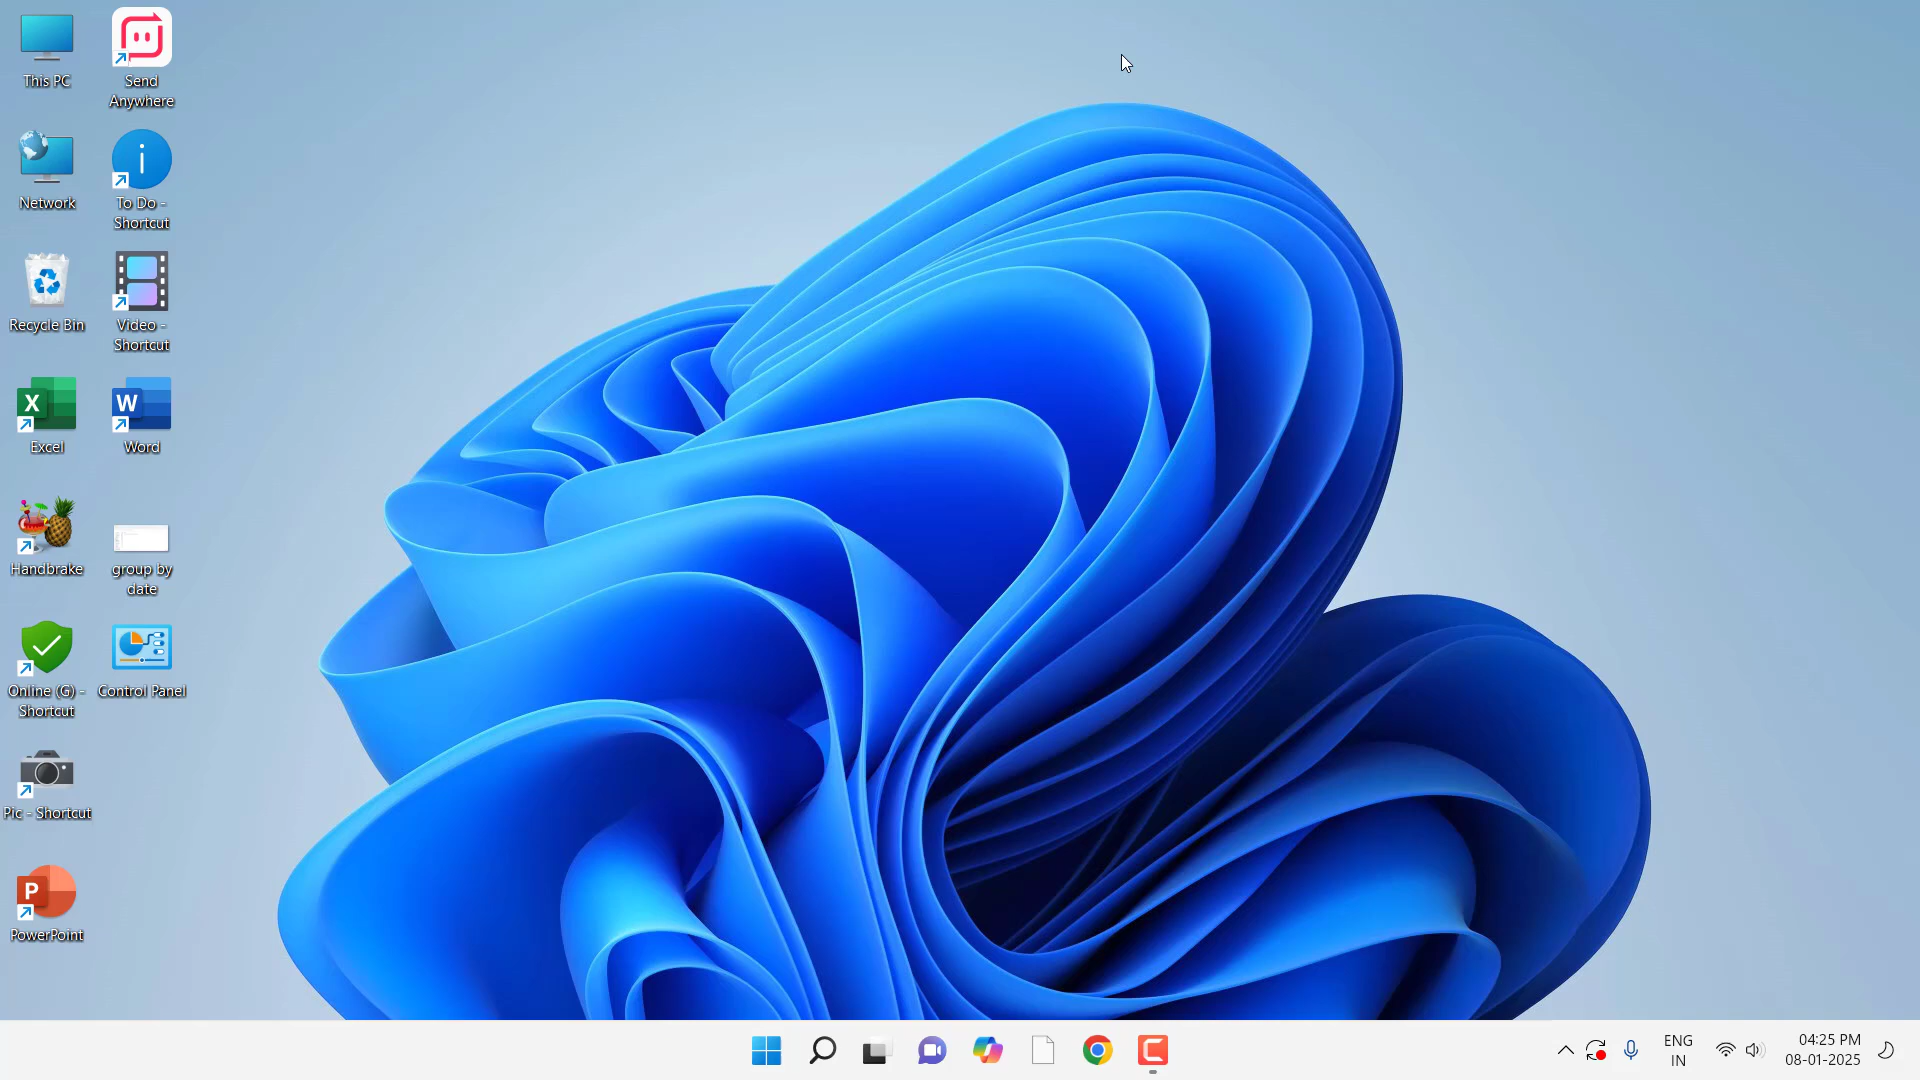 This PC
Send
Anywhere
Network
To Do -
Shortcut
Recycle Bin
Video -
Shortcut
Excel
Word
Handbrake
group by
date
Online (G) -
Shortcut
Control Panel
Pic - Shortcut
PowerPoint
ENG
IN
04:25 PM
08-01-2025